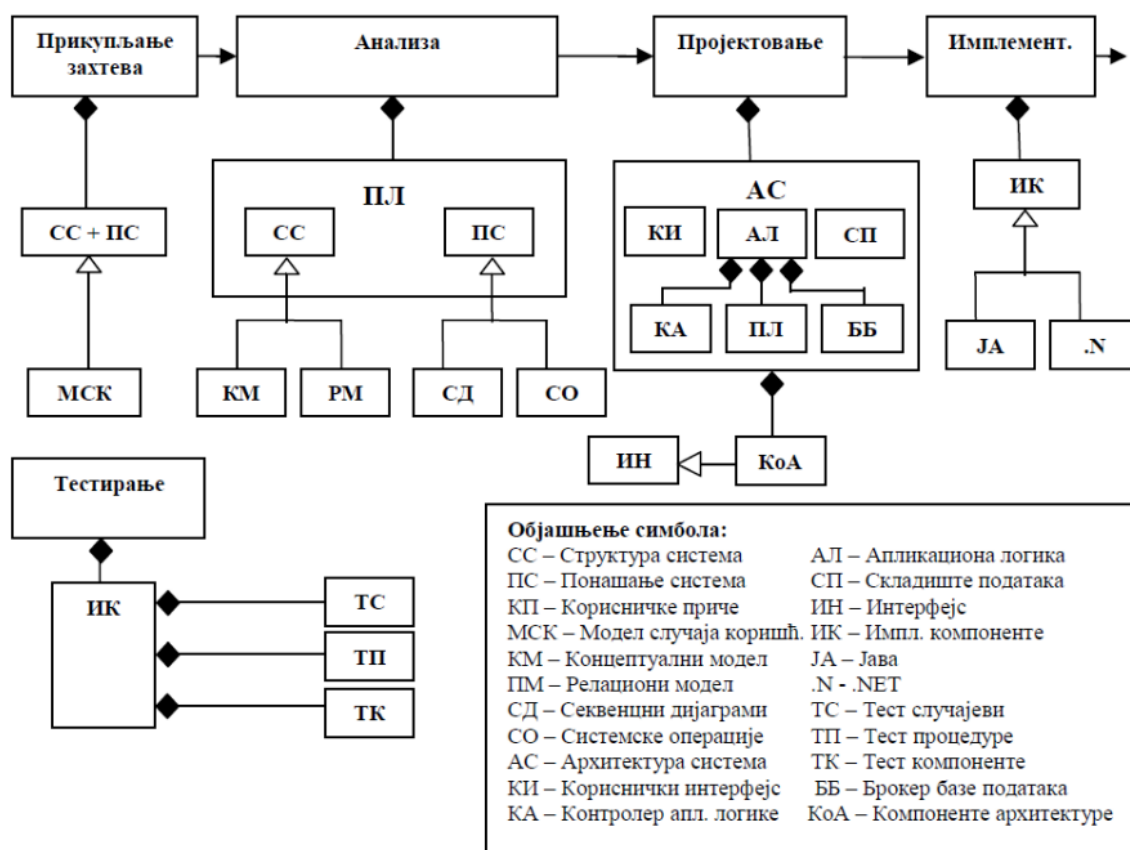 Прикупљање
захтева
Анализа
Пројектовање
Имплемент.
СС + ПС
МСК
ПЛ
СС
ПС
КМ
РМ
СД
СО
АС
КИ
АЛ
СП
КА
ПЛ
ББ
ИН
КоА
ИК
ЈА
.N
Тестирање
ИК
ТС
ТП
ТК
Објашњење симбола:
СС – Структура система
ПС – Понашање система
КП – Корисничке приче
МСК – Модел случаја коришћ.
КМ – Концептуални модел
ПМ – Релациони модел
СД – Секвенцни дијаграми
СО – Системске операције
АС – Архитектура система
КИ – Кориснички интерфејс
КА – Контролер апл. логике
АЛ – Апликациона логика
СП – Складиште података
ИН – Интерфејс
ИК – Импл. компоненте
ЈА – Јава
.N - .NET
ТС – Тест случајеви
ТП – Тест процедуре
ТК – Тест компоненте
ББ – Брокер базе података
КоА – Компоненте архитектуре